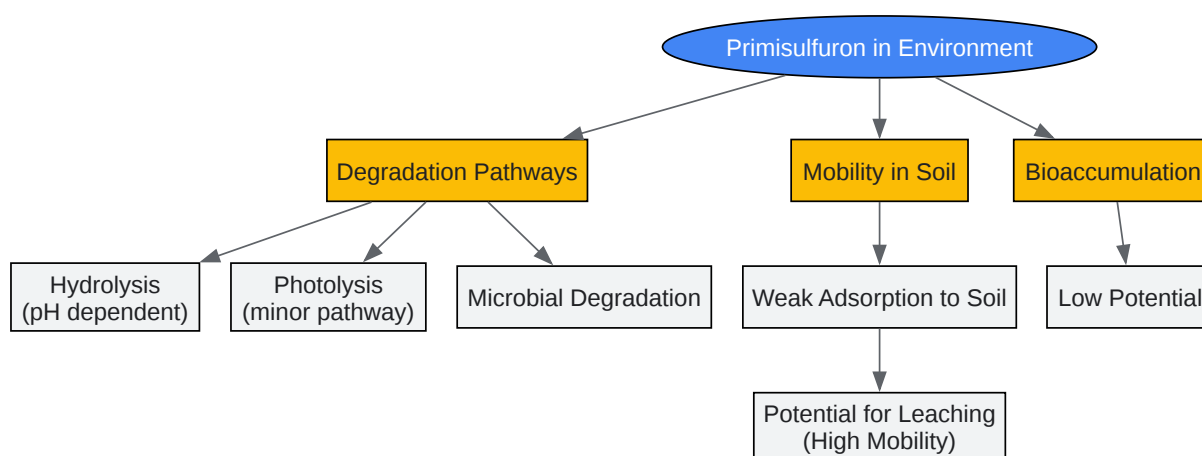 Primisulfuron in Environment
Degradation Pathways
Mobility in Soil
Bioaccumulation
Hydrolysis
(pH dependent)
Photolysis
(minor pathway)
Microbial Degradation
Weak Adsorption to Soil
Low Potential
Potential for Leaching
(High Mobility)